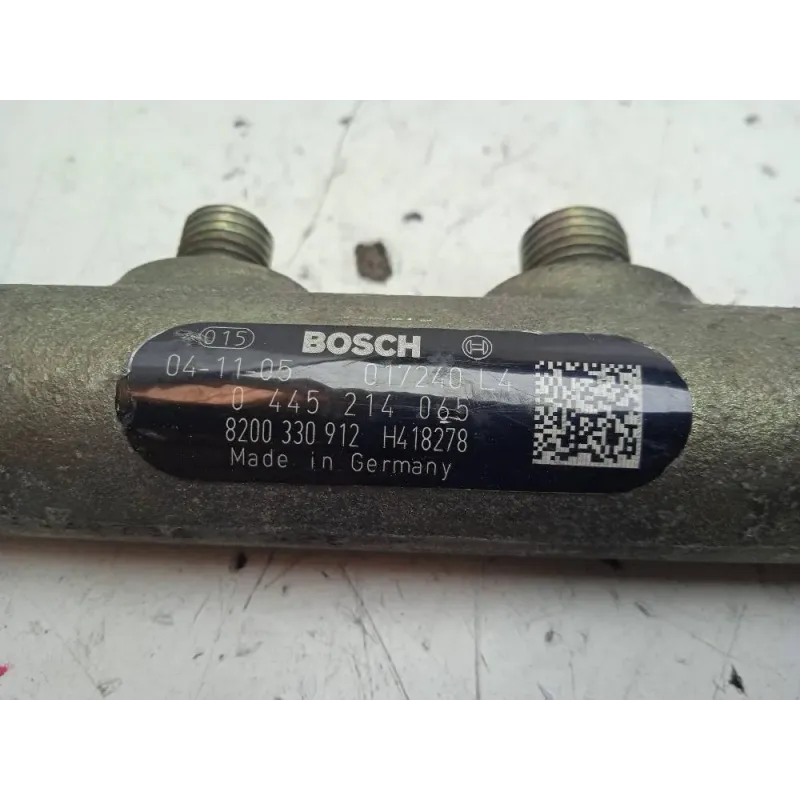 015 BOSCH
04-11-05 017240 L4
0 445 214 065
8200 330 912 H418278
Made in Germany